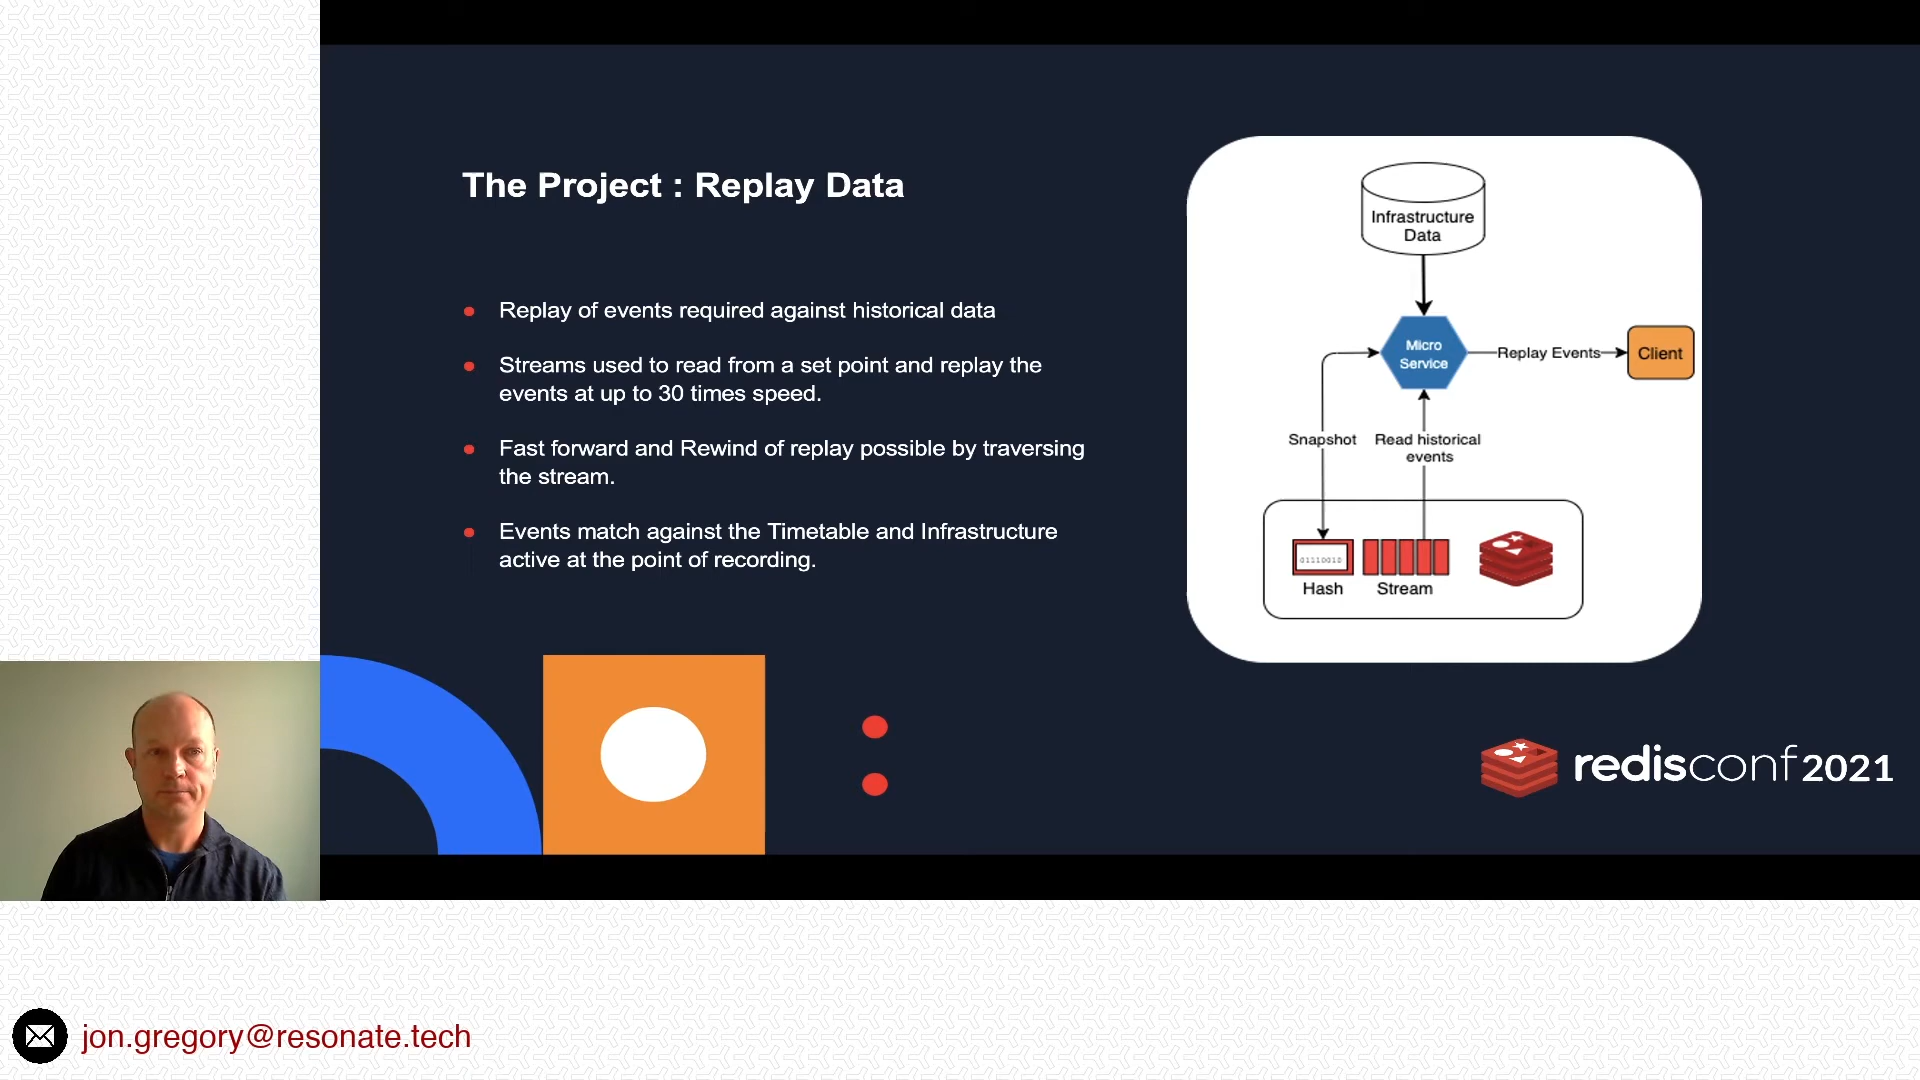 The Project : Replay Data
Replay of events required against historical data
Streams used to read from a set point and replay the
events at up to 30 times speed.
Fast forward and Rewind of replay possible by traversing
the stream.
Events match against the Timetable and Infrastructure
active at the point of recording.
Infrastructure
Data
Micro
Service
Replay Events
Client
Snapshot
Read historical
events
01110010
Hash
Stream
redisconf2021
jon.gregory@resonate.tech